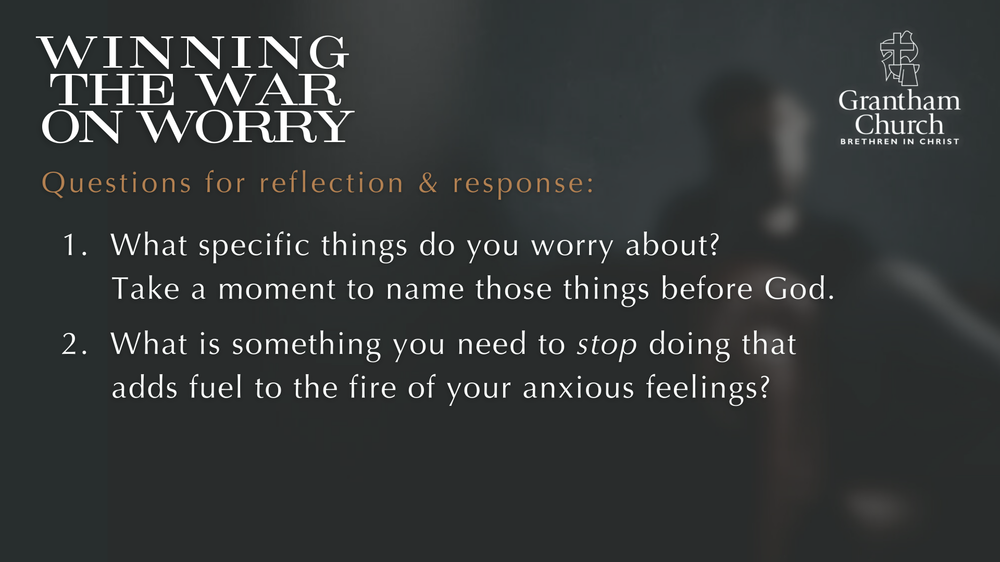 WINNING
THE WAR
ON WORRY
Grantham
Church
BRETHREN IN CHRIST
Questions for reflection & response:
1. What specific things do you worry about?
Take a moment to name those things before God.
2. What is something you need to stop doing that
adds fuel to the fire of your anxious feelings?